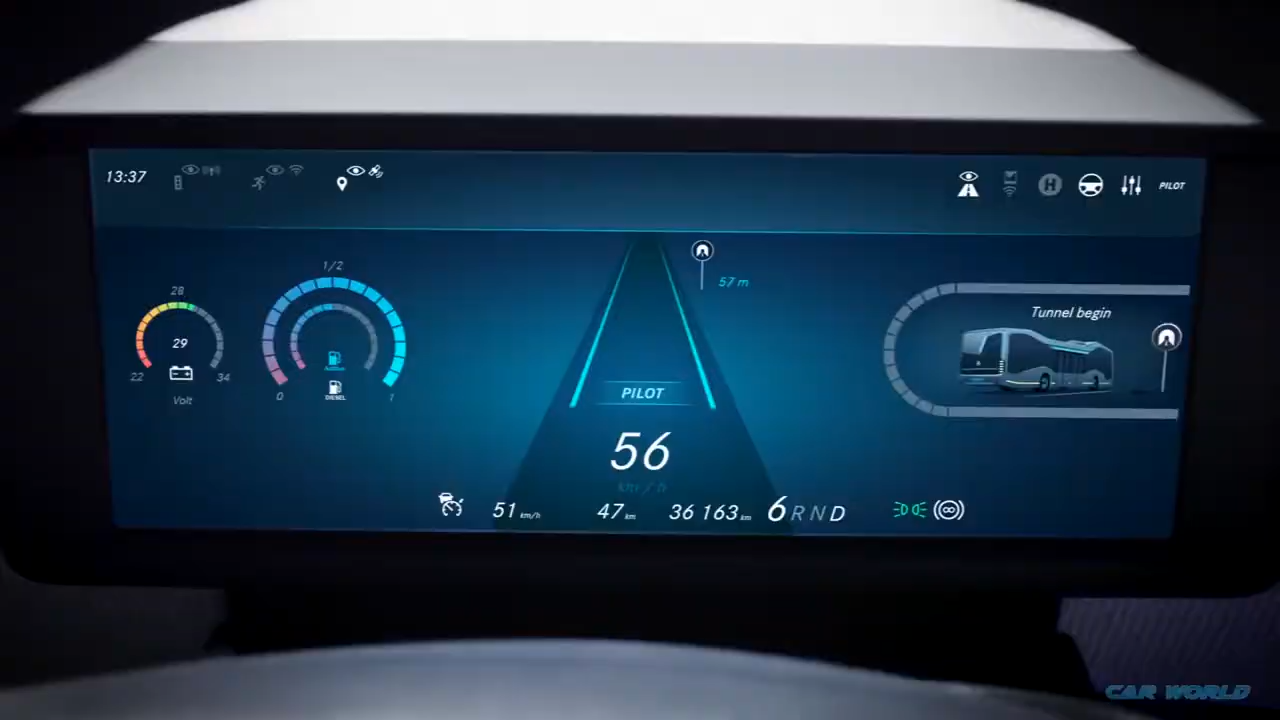 13:37
H
PILOT
57 m
1/2
28
29
22
34
Volt
DIESEL
0
1
Tunnel begin
PILOT
56
km / h
51 km/h
47 km
36 163 km
6 R N D
CAR WORLD